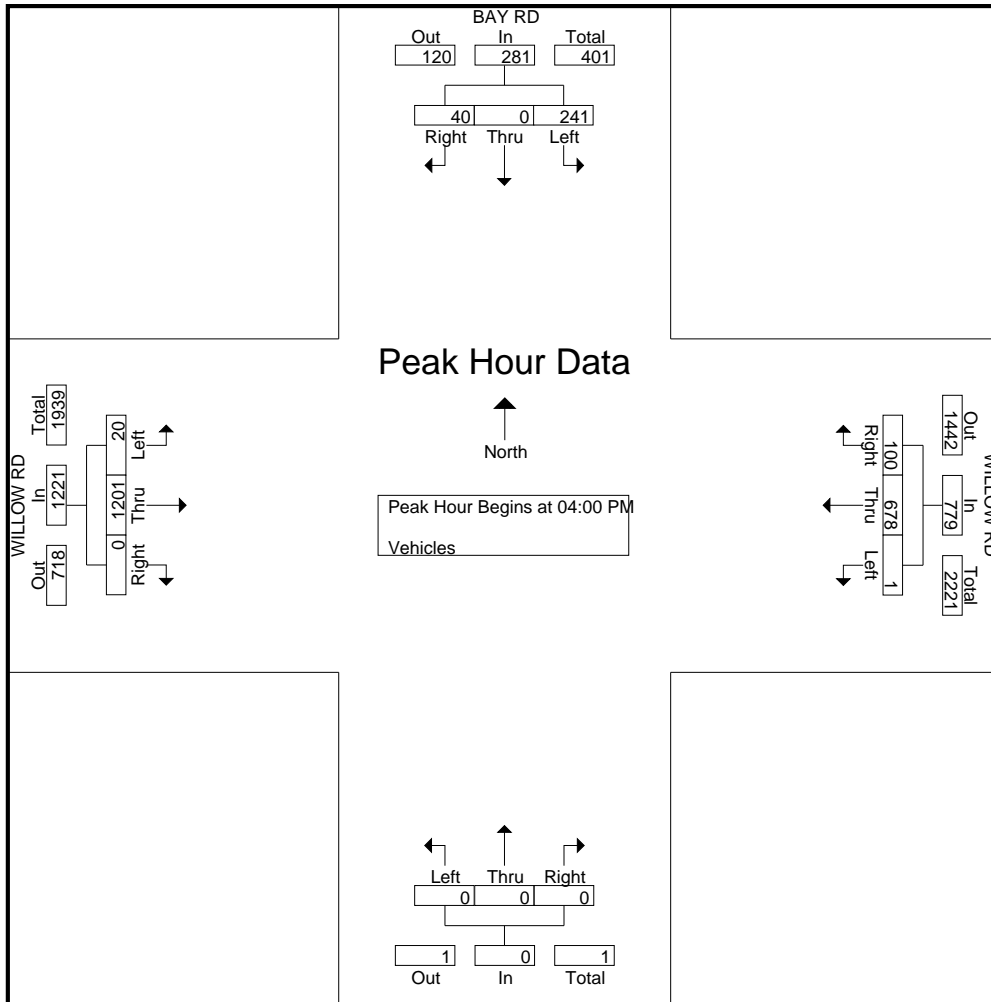 BAY RD
Out In Total
120 281 401
40 0 241
Right Thru Left
Peak Hour Data
North
Peak Hour Begins at 04:00 PM
Vehicles
WILLOW RD
Total In Out
1939 1221 718
20 1201 0
Left Thru Right
WILLOW RD
Out In Total
1442 779 2221
100 678 1
Right Thru Left
Left Thru Right
0 0 0
1 0 1
Out In Total